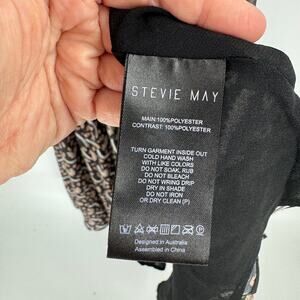 STEVIE MAY
MAIN:100%POLYESTER
CONTRAST: 100%POLYESTER
TURN GARMENT INSIDE OUT
COLD HAND WASH
WITH LIKE COLORS
DO NOT SOAK, RUB
DO NOT BLEACH
DO NOT WRING DRIP
DRY IN SHADE
DO NOT IRON
OR DRY CLEAN (P)
Designed in Australia
Assembled in China